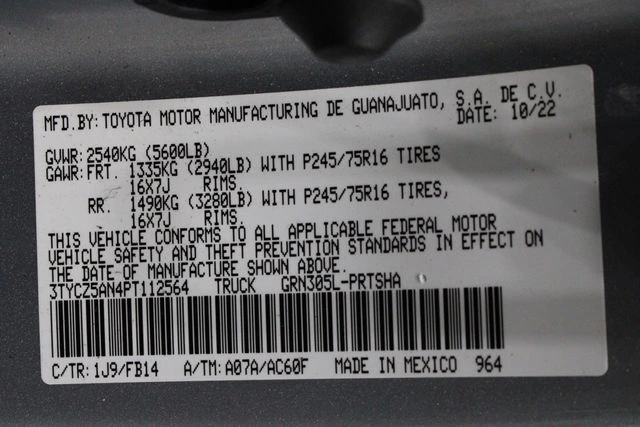 MFD.BY: TOYOTA MOTOR MANUFACTURING DE GUANAJUATO, S.A. DE C.V.
DATE: 10/22
GVWR: 2540KG (5600LB)
GAWR: FRT. 1335KG (2940LB) WITH P245/75R16 TIRES
16X7J RIMS,
RR. 1490KG (3280LB) WITH P245/75R16 TIRES,
16X7J RIMS.
THIS VEHICLE CONFORMS TO ALL APPLICABLE FEDERAL MOTOR
VEHICLE SAFETY AND THEFT PREVENTION STANDARDS IN EFFECT ON
THE DATE OF MANUFACTURE SHOWN ABOVE.
3TYCZ5AN4PT112564 TRUCK GRN305L-PRTSHA
C/TR: 1J9/FB14 A/TM: A07A/AC60F MADE IN MEXICO 964